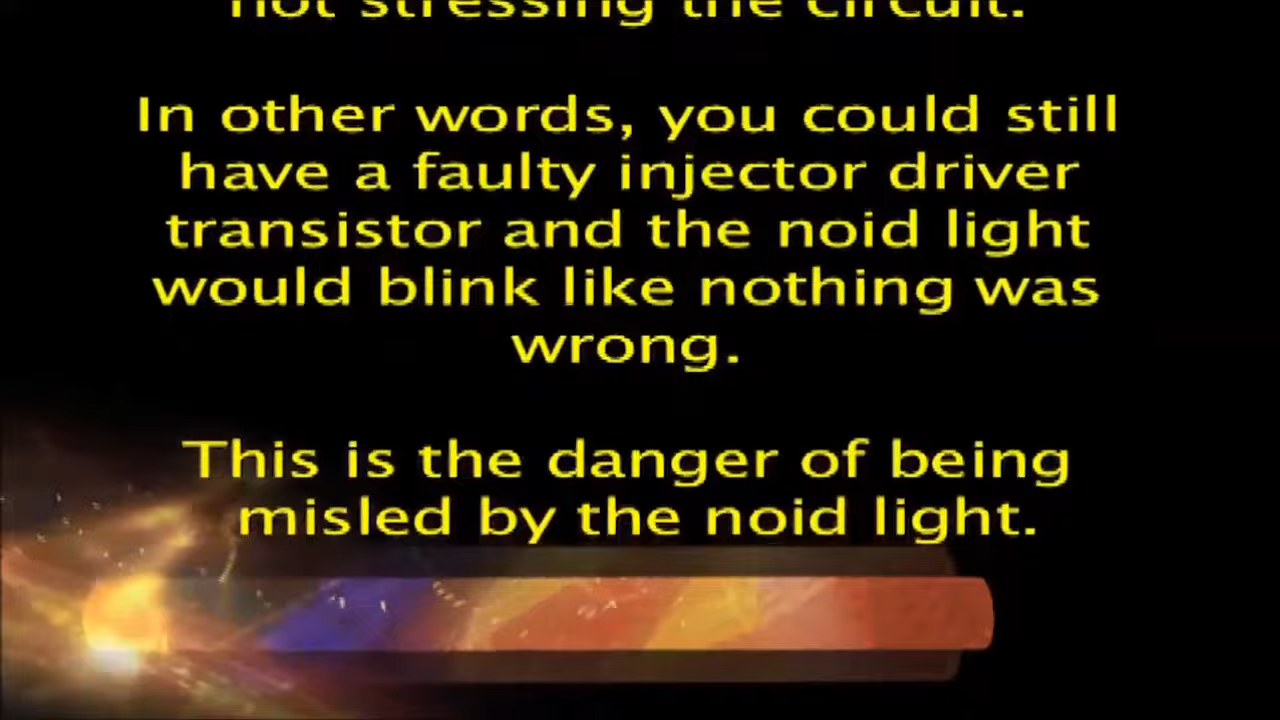 not stressing the circuit.
In other words, you could still
have a faulty injector driver
transistor and the noid light
would blink like nothing was
wrong.
This is the danger of being
misled by the noid light.